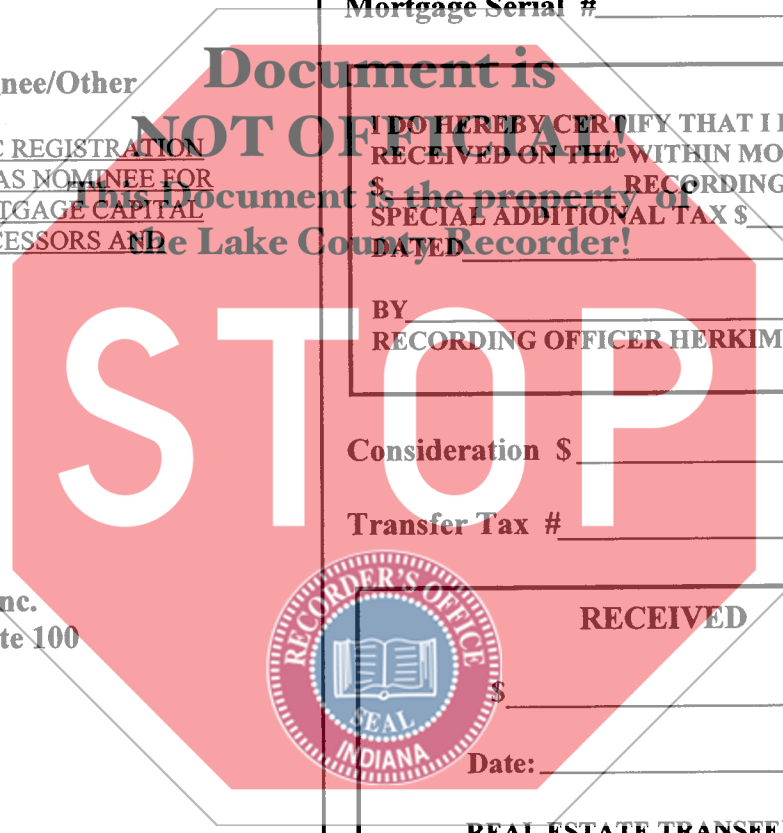 Mortgage Serial #
nee/Other
Document is
NOT OFFICIAL!
This Document is the property of
the Lake County Recorder!
C REGISTRATION
AS NOMINEE FOR
TGAGE CAPITAL
CESSORS AND
I DO HEREBY CERTIFY THAT I
RECEIVED ON THE WITHIN MO
$ RECORDING
SPECIAL ADDITIONAL TAX $
DATED
BY
RECORDING OFFICER HERKIM
STOP
Consideration $
Transfer Tax #
nc.
te 100
RECORDER'S OFFICE
SEAL
INDIANA
RECEIVED
$
Date:
REAL ESTATE TRANSFE